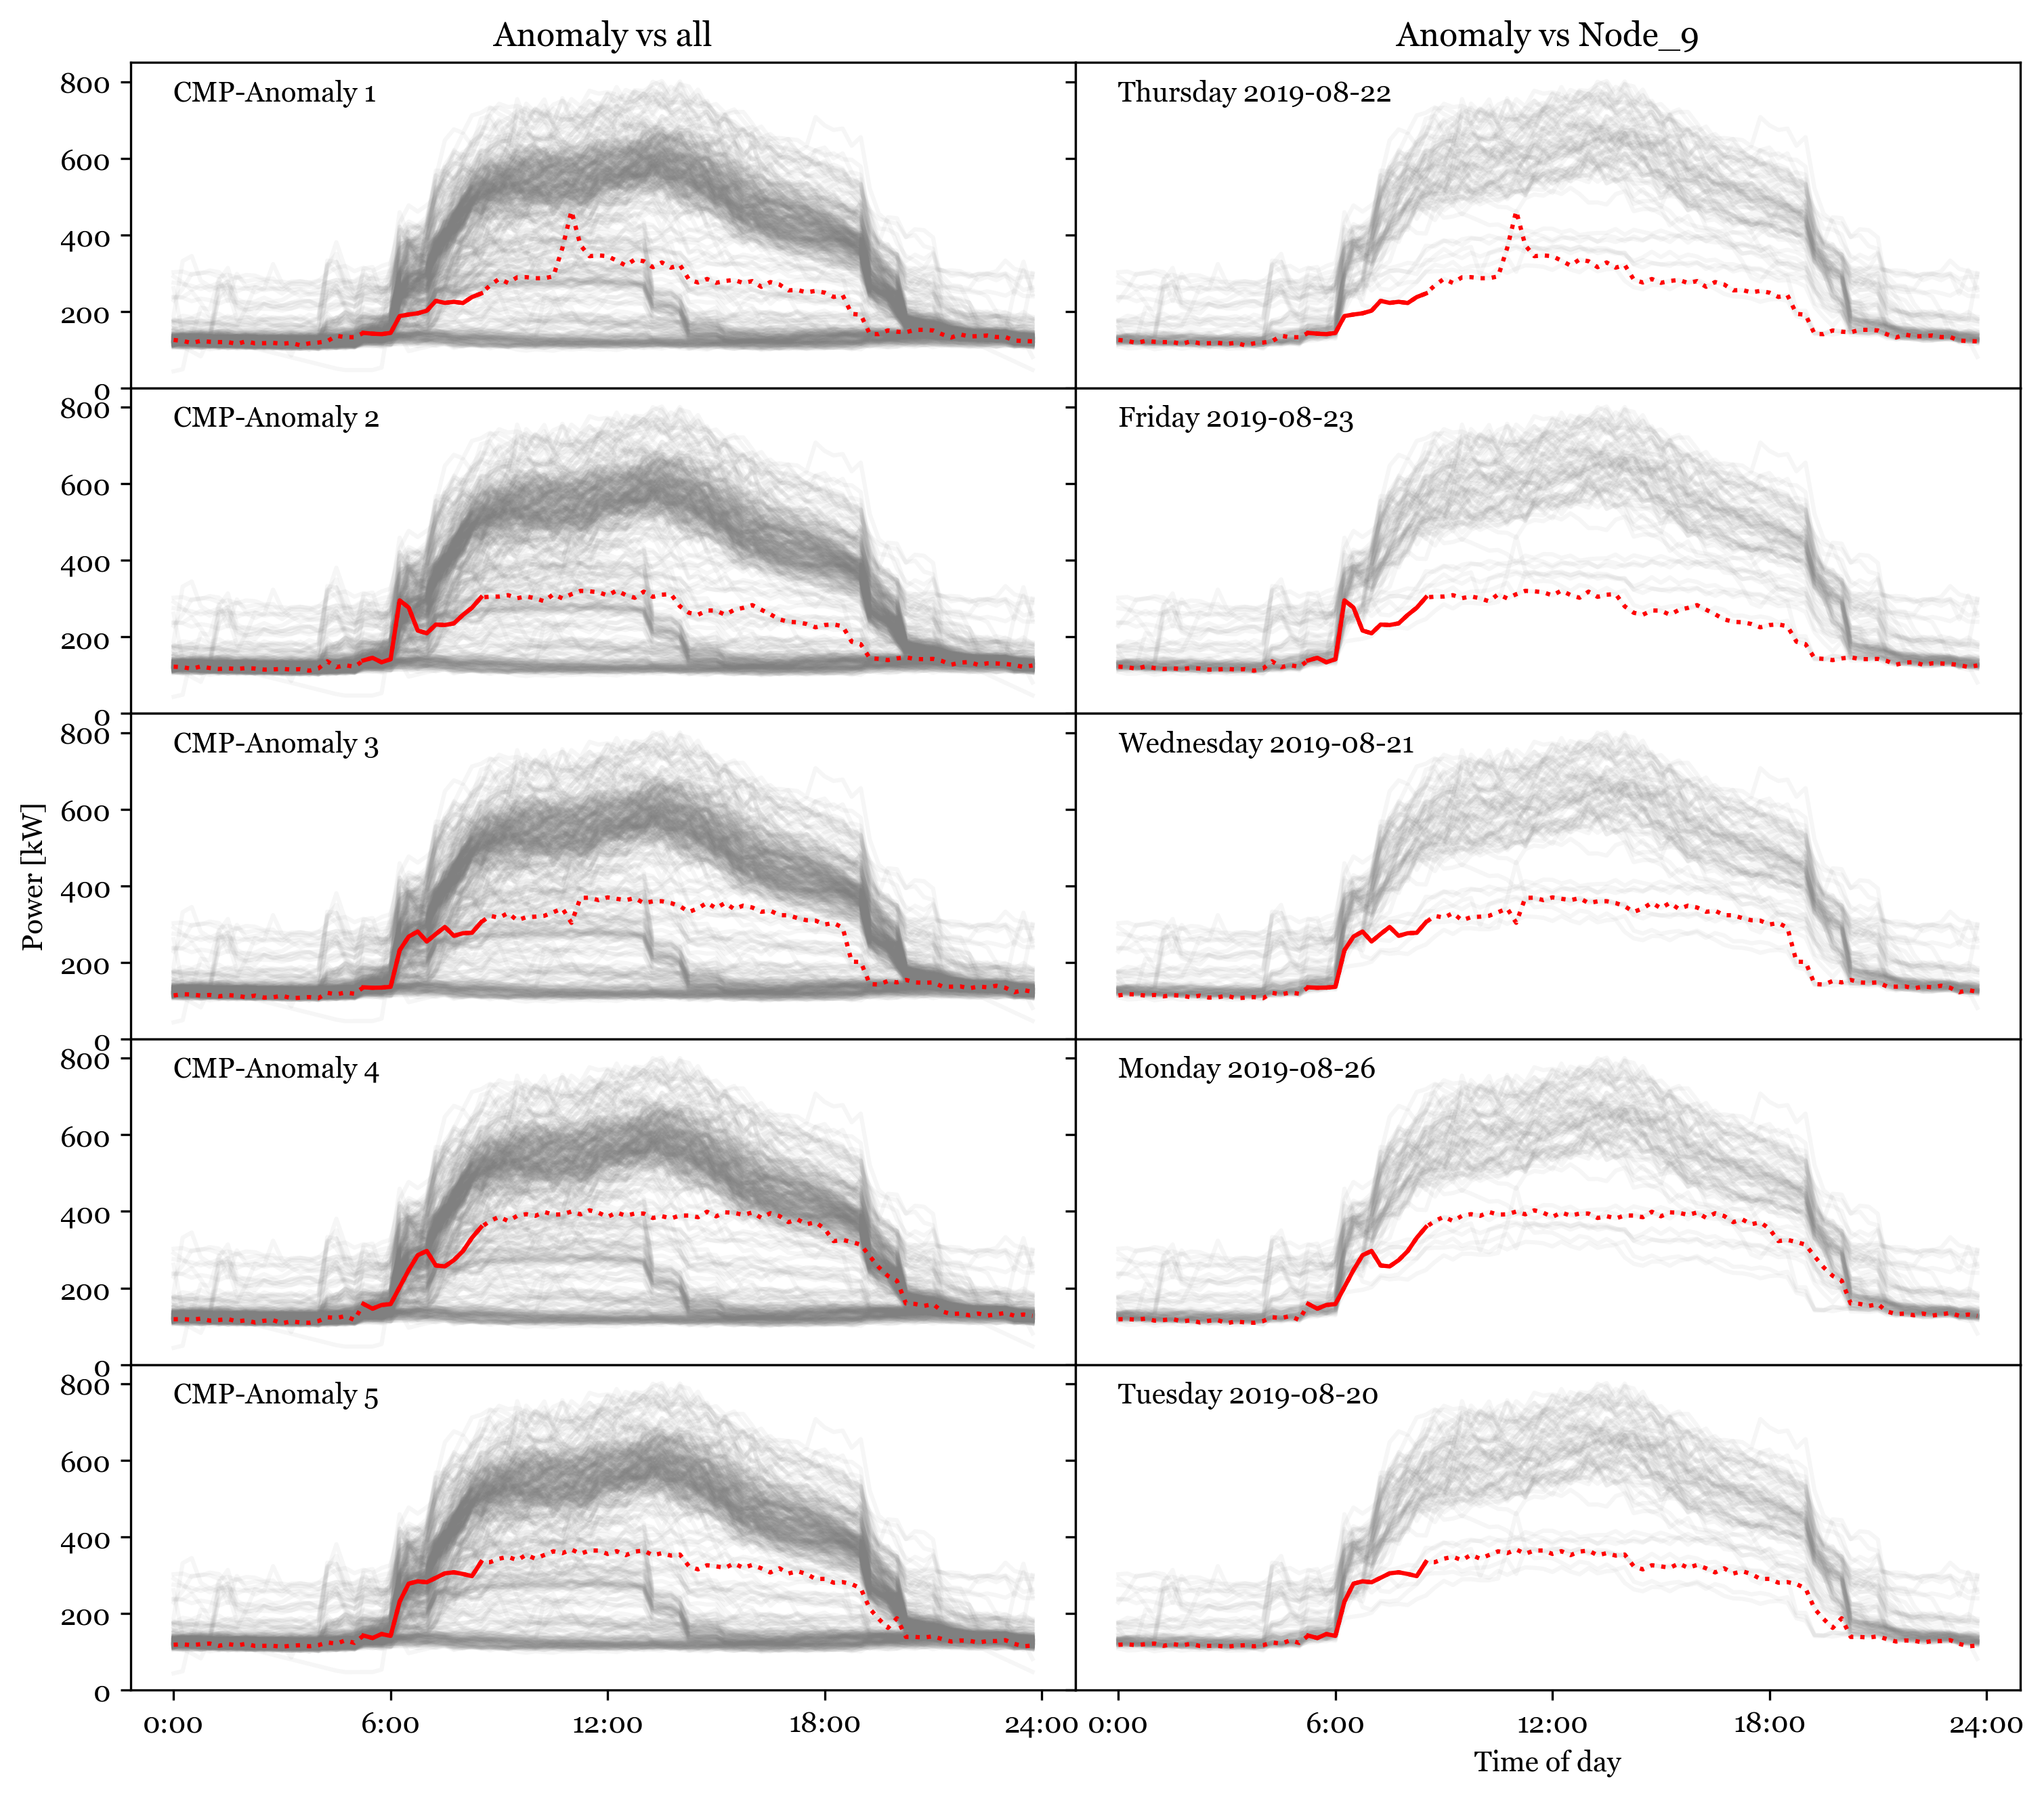 Anomaly vs all
Anomaly vs Node_9
CMP-Anomaly 1
Thursday 2019-08-22
800
600
400
200
0
CMP-Anomaly 2
Friday 2019-08-23
800
600
400
200
0
CMP-Anomaly 3
Wednesday 2019-08-21
800
600
400
200
0
Power [kW]
CMP-Anomaly 4
Monday 2019-08-26
800
600
400
200
0
CMP-Anomaly 5
Tuesday 2019-08-20
800
600
400
200
0
0:00 6:00 12:00 18:00 24:00
0:00 6:00 12:00 18:00 24:00
Time of day